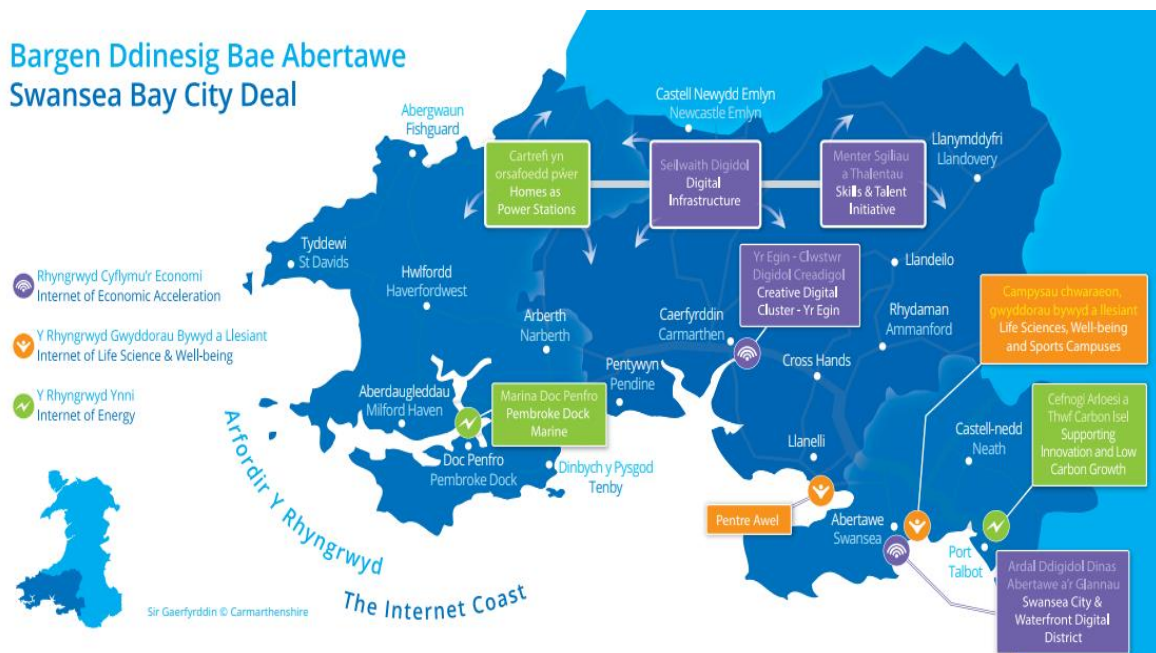 Bargen Ddinesig Bae Abertawe
Swansea Bay City Deal
Abergwaun
Fishguard
Castell Newydd Emlyn
Newcastle Emlyn
Llanymddyfri
Llandovery
Cartrefi yn
orsafoedd pŵer
Homes as
Power Stations
Seilwaith Digidol
Digital
Infrastructure
Menter Sgiliau
a Thalentau
Skills & Talent
Initiative
Tyddewi
St Davids
Hwlfordd
Haverfordwest
Arberth
Narberth
Yr Egin - Clwstwr
Digidol Creadigol
Creative Digital
Cluster - Yr Egin
Caerfyrddin
Carmarthen
Llandeilo
Rhydaman
Ammanford
Cross Hands
Campysau chwaraeon,
gwyddorau bywyd a llesiant
Life Sciences, Well-being
and Sports Campuses
Rhyngrwyd Cyflymu'r Economi
Internet of Economic Acceleration
Y Rhyngrwyd Gwyddorau Bywyd a Llesiant
Internet of Life Science & Well-being
Y Rhyngrwyd Ynni
Internet of Energy
Pentywyn
Pendine
Aberdaugleddau
Milford Haven
Marina Doc Penfro
Pembroke Dock
Marine
Doc Penfro
Pembroke Dock
Dinbych y Pysgod
Tenby
Llanelli
Pentre Awel
Castell-nedd
Neath
Cefnogi Arloesi a
Thwf Carbon Isel
Supporting
Innovation and Low
Carbon Growth
Abertawe
Swansea
Port
Talbot
Ardal Ddigidol Dinas
Abertawe a'r Glannau
Swansea City &
Waterfront Digital
District
Arfordir Y Rhyngrwyd
The Internet Coast
Sir Gaerfyrddin © Carmarthenshire